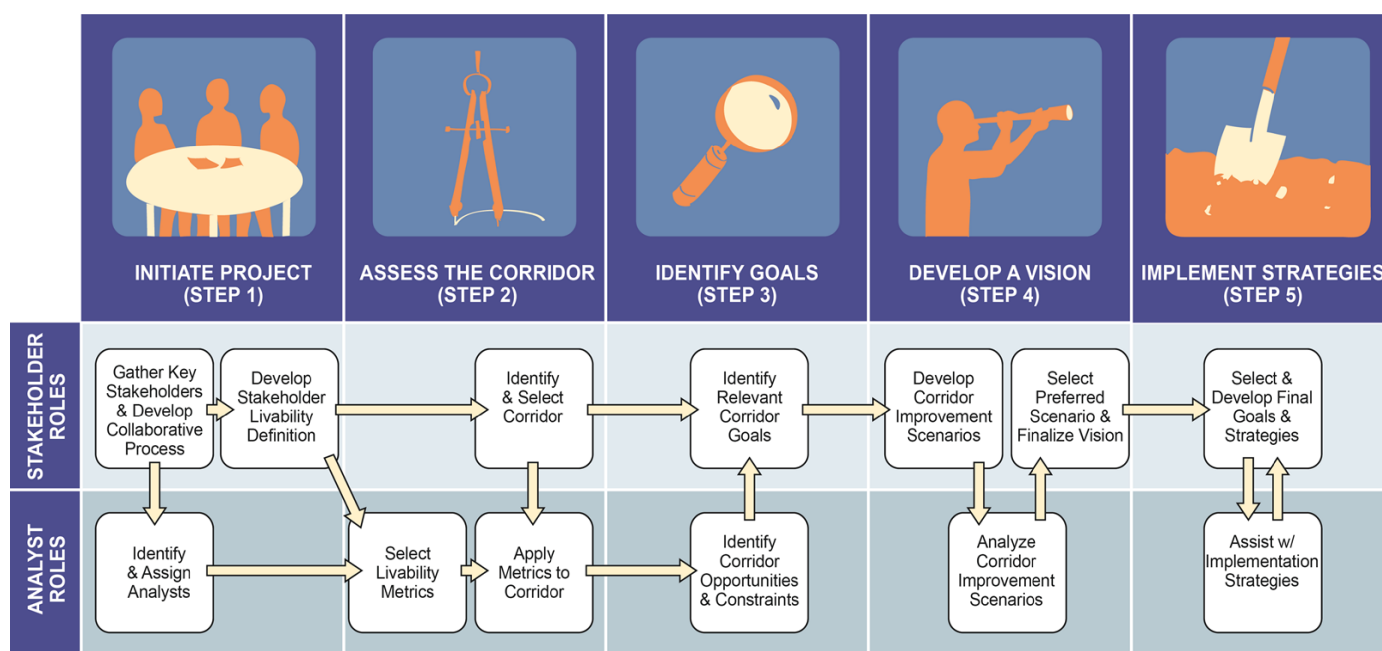 INITIATE PROJECT
(STEP 1)
ASSESS THE CORRIDOR
(STEP 2)
IDENTIFY GOALS
(STEP 3)
DEVELOP A VISION
(STEP 4)
IMPLEMENT STRATEGIES
(STEP 5)
STAKEHOLDER
ROLES
Gather Key
Stakeholders
& Develop
Collaborative
Process
Develop
Stakeholder
Livability
Definition
Identify
& Select
Corridor
Identify
Relevant
Corridor
Goals
Develop
Corridor
Improvement
Scenarios
Select
Preferred
Scenario &
Finalize Vision
Select &
Develop Final
Goals &
Strategies
ANALYST
ROLES
Identify
& Assign
Analysts
Select
Livability
Metrics
Apply
Metrics to
Corridor
Identify
Corridor
Opportunities
& Constraints
Analyze
Corridor
Improvement
Scenarios
Assist w/
Implementation
Strategies